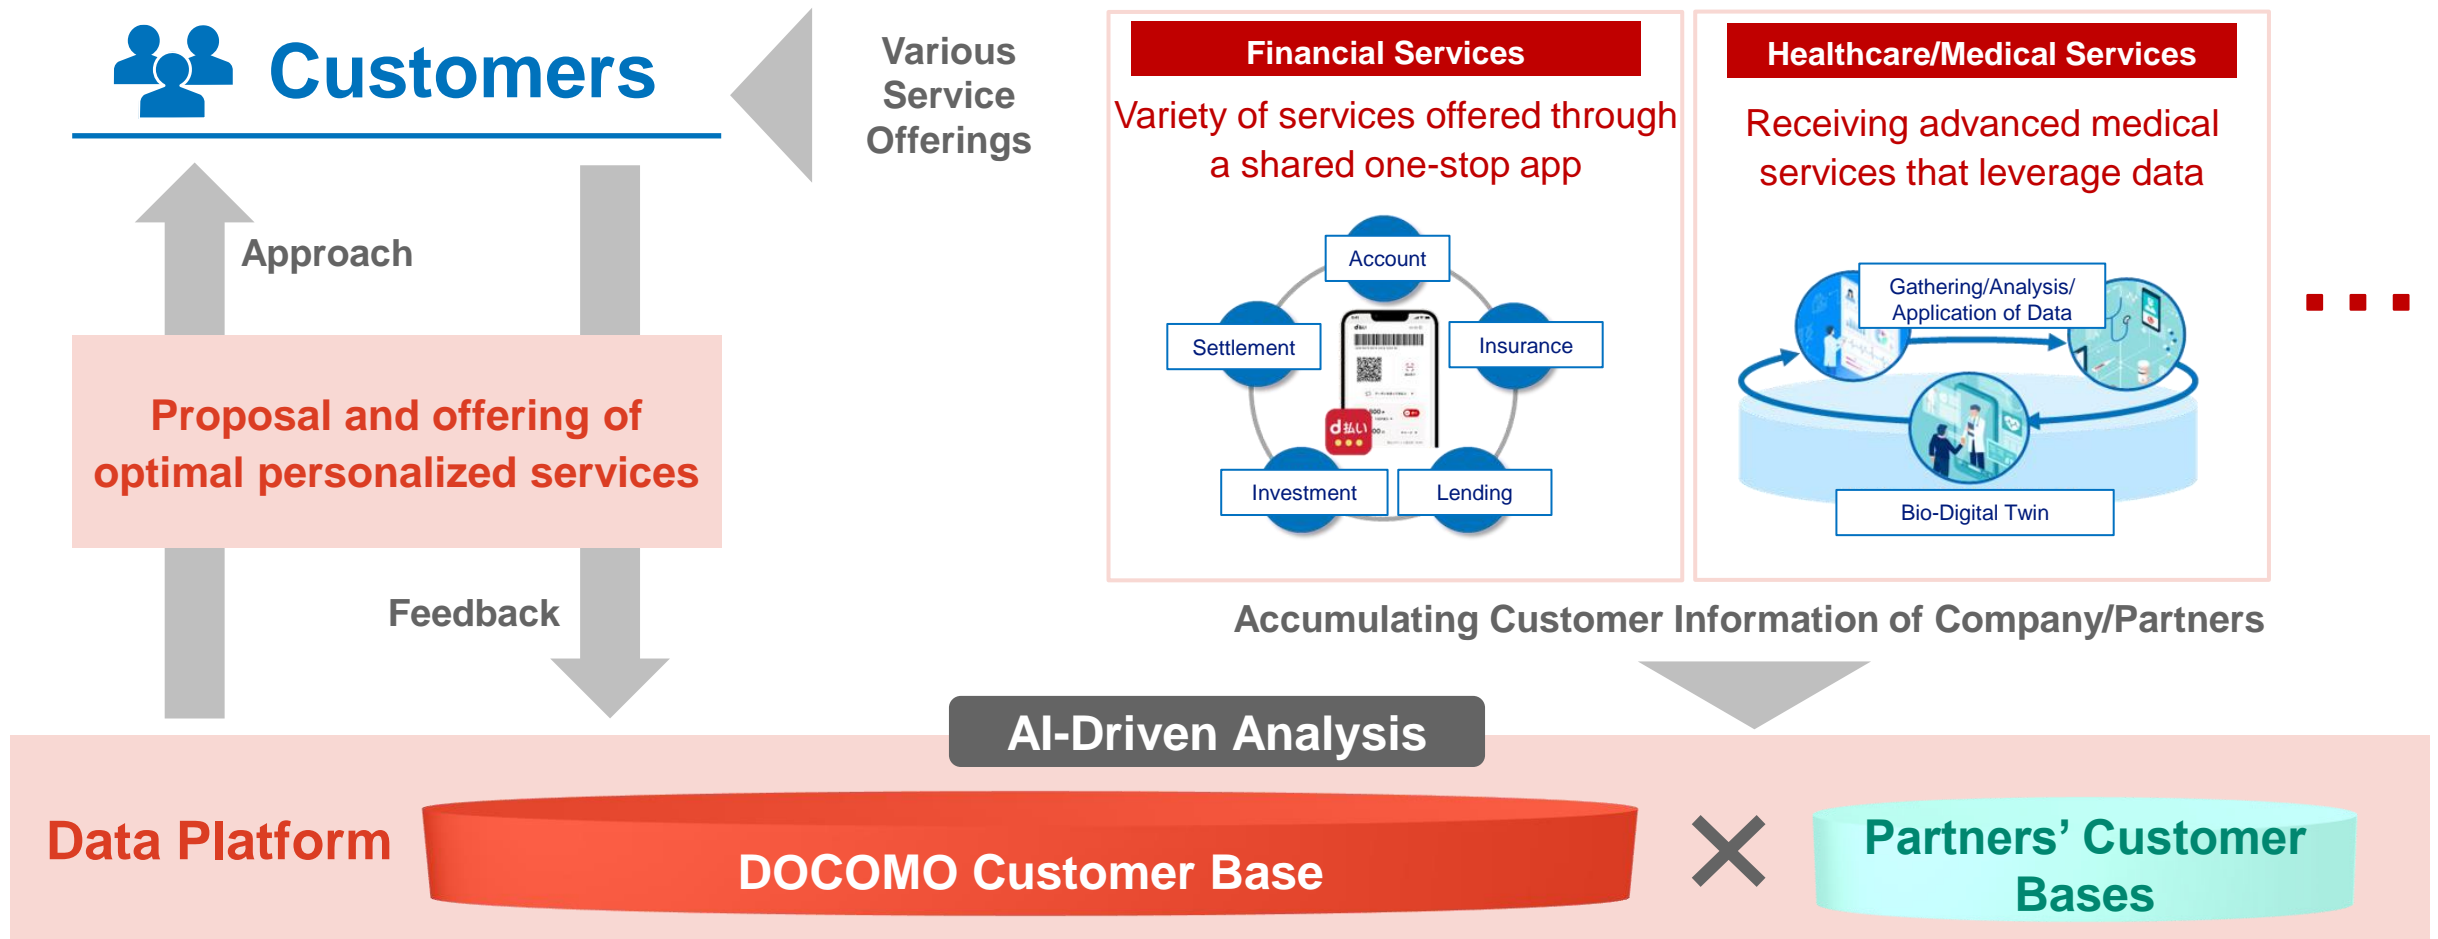 Customers
Various
Service
Offerings
Approach
Proposal and offering of
optimal personalized services
Feedback
Financial Services
Variety of services offered through
a shared one-stop app
Account
Settlement
Insurance
d払い
Investment
Lending
Healthcare/Medical Services
Receiving advanced medical
services that leverage data
Gathering/Analysis/
Application of Data
Bio-Digital Twin
Accumulating Customer Information of Company/Partners
AI-Driven Analysis
Data Platform
DOCOMO Customer Base
Partners’ Customer
Bases